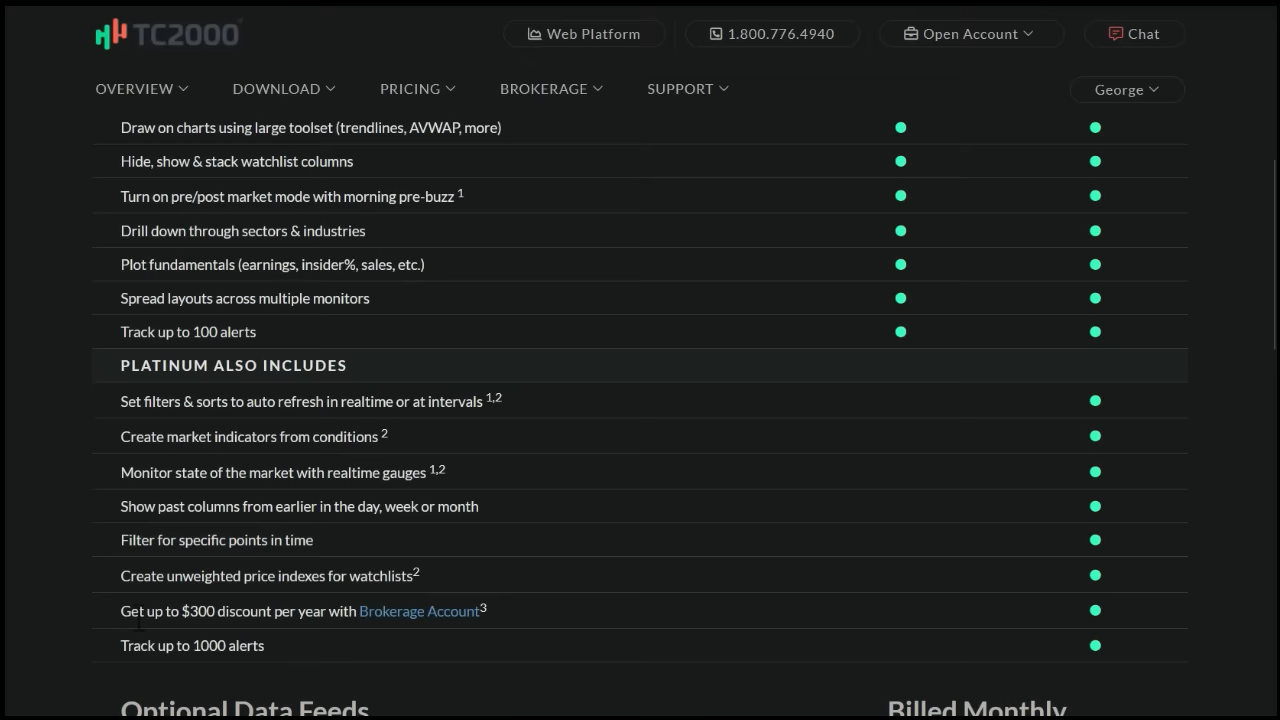 TC2000
Web Platform
1.800.776.4940
Open Account
Chat
OVERVIEW
DOWNLOAD
PRICING
BROKERAGE
SUPPORT
George
Draw on charts using large toolset (trendlines, AVWAP, more)
Hide, show & stack watchlist columns
Turn on pre/post market mode with morning pre-buzz 1
Drill down through sectors & industries
Plot fundamentals (earnings, insider%, sales, etc.)
Spread layouts across multiple monitors
Track up to 100 alerts
PLATINUM ALSO INCLUDES
Set filters & sorts to auto refresh in realtime or at intervals 1,2
Create market indicators from conditions 2
Monitor state of the market with realtime gauges 1,2
Show past columns from earlier in the day, week or month
Filter for specific points in time
Create unweighted price indexes for watchlists2
Get up to $300 discount per year with Brokerage Account3
Track up to 1000 alerts
Optional Data Feeds
Billed Monthly